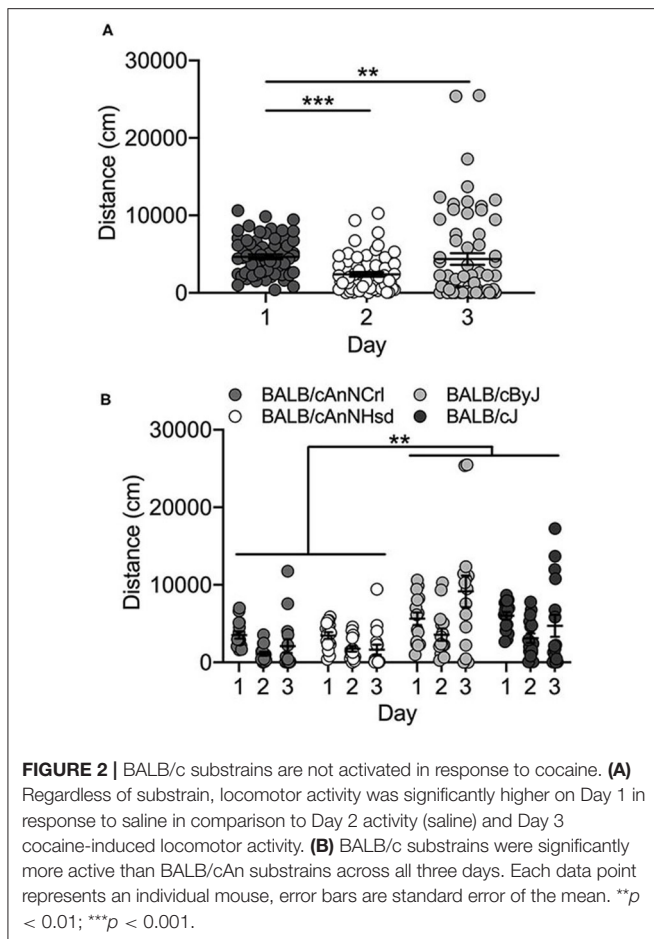 A
30000
**
***
20000
Distance (cm)
10000
0
1 2 3
Day
B
BALB/cAnNCrl BALB/cByJ
BALB/cAnNHsd BALB/cJ
30000
**
20000
Distance (cm)
10000
0
1 2 3 1 2 3 1 2 3 1 2 3
Day
FIGURE 2 | BALB/c substrains are not activated in response to cocaine. (A)
Regardless of substrain, locomotor activity was significantly higher on Day 1 in
response to saline in comparison to Day 2 activity (saline) and Day 3
cocaine-induced locomotor activity. (B) BALB/c substrains were significantly
more active than BALB/cAn substrains across all three days. Each data point
represents an individual mouse, error bars are standard error of the mean. **p
< 0.01; ***p < 0.001.